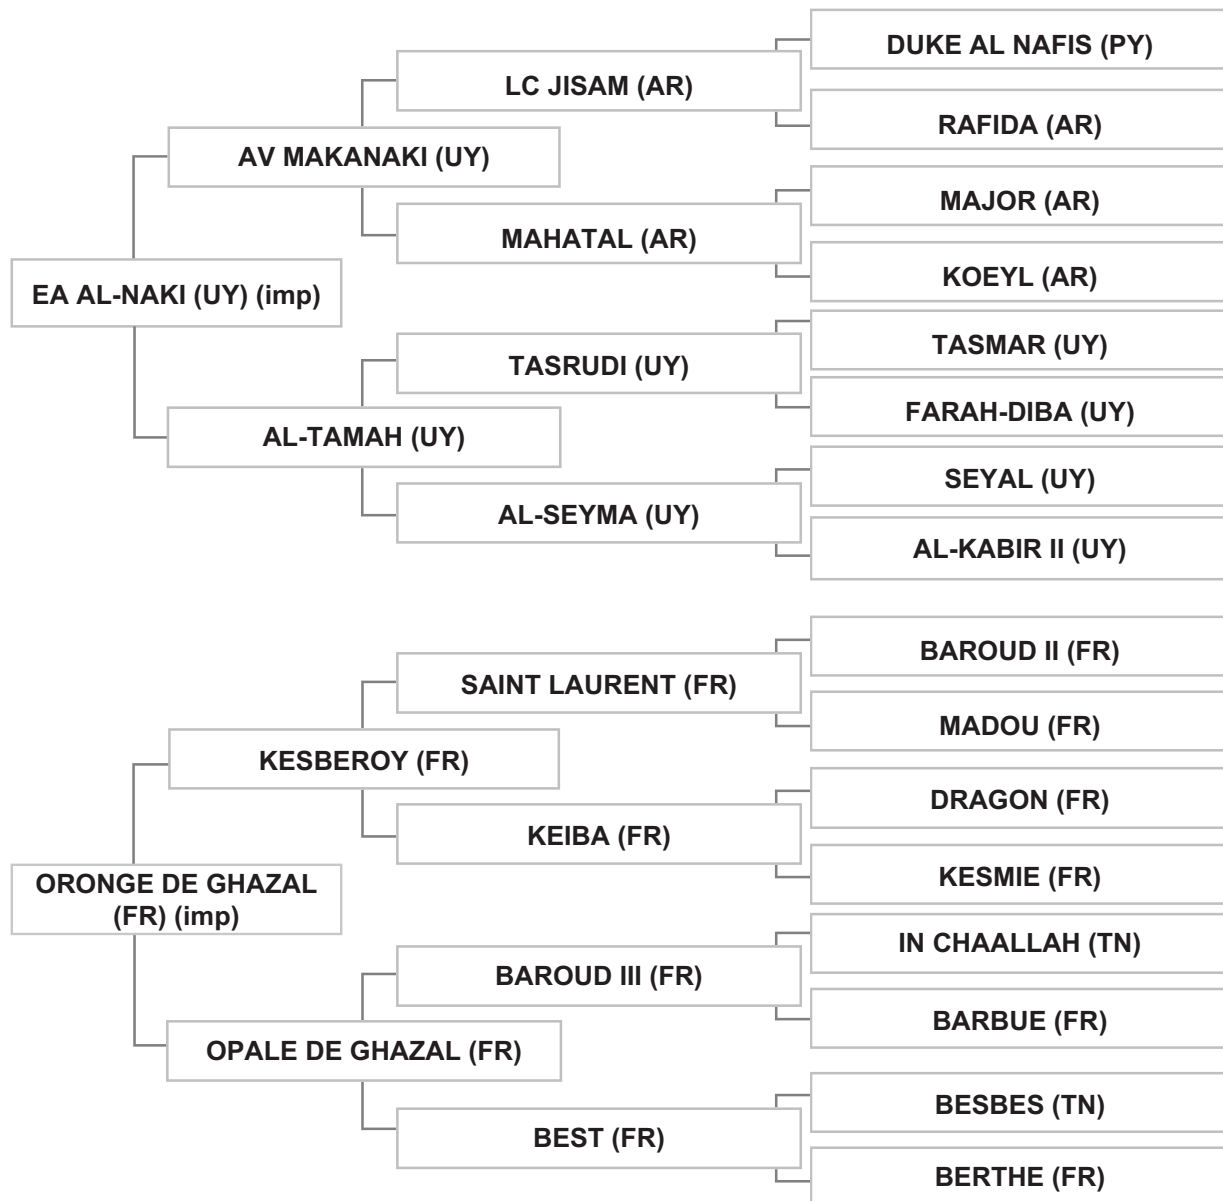 DUKE AL NAFIS (PY)
LC JISAM (AR)
RAFIDA (AR)
AV MAKANAKI (UY)
MAJOR (AR)
MAHATAL (AR)
KOEYL (AR)
EA AL-NAKI (UY) (imp)
TASMAR (UY)
TASRUDI (UY)
FARAH-DIBA (UY)
AL-TAMAH (UY)
SEYAL (UY)
AL-SEYMA (UY)
AL-KABIR II (UY)
BAROUD II (FR)
SAINT LAURENT (FR)
MADOU (FR)
KESBEROY (FR)
DRAGON (FR)
KEIBA (FR)
KESMIE (FR)
ORONGE DE GHAZAL
(FR) (imp)
IN CHAALLAH (TN)
BAROUD III (FR)
BARBUE (FR)
OPALE DE GHAZAL (FR)
BESBES (TN)
BEST (FR)
BERTHE (FR)